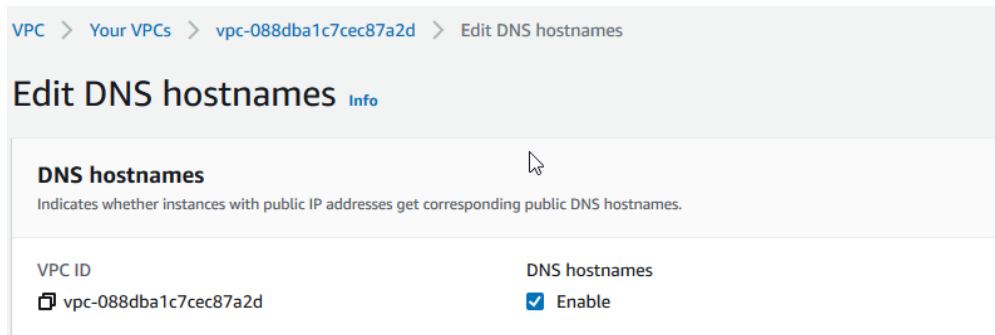 VPC > Your VPCs > vpc-088dba1c7cec87a2d > Edit DNS hostnames
Edit DNS hostnames Info
DNS hostnames
Indicates whether instances with public IP addresses get corresponding public DNS hostnames.
VPC ID DNS hostnames
vpc-088dba1c7cec87a2d Enable